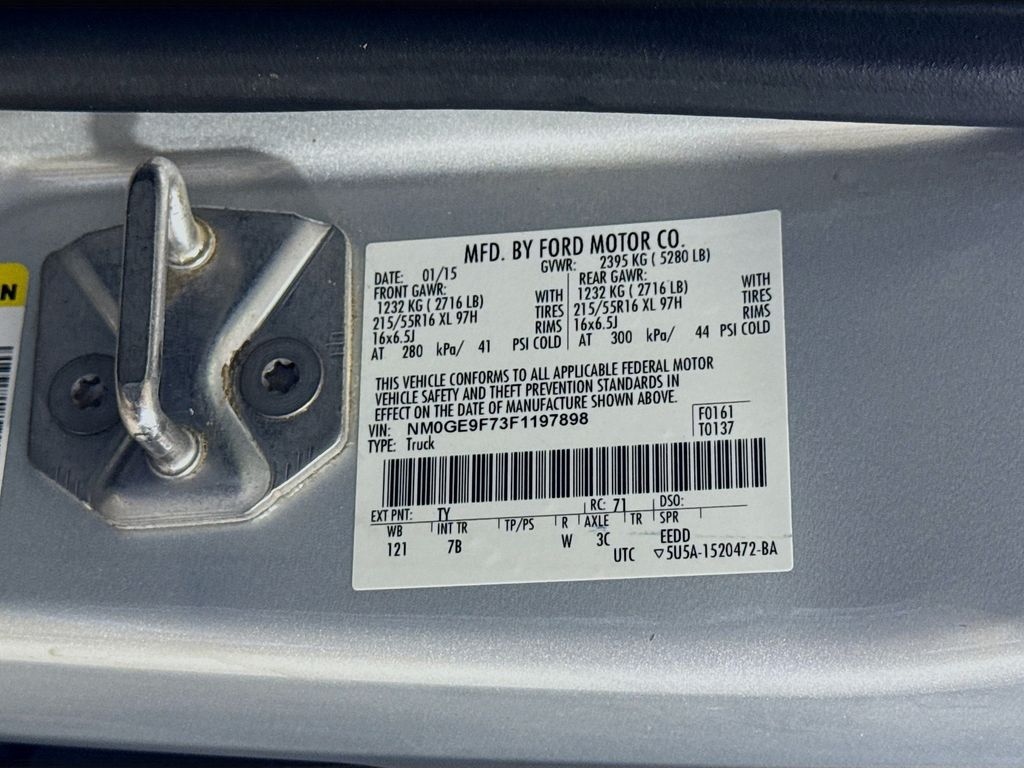 N
MFD. BY FORD MOTOR CO.
DATE: 01/15 GVWR: 2395 KG ( 5280 LB)
FRONT GAWR: REAR GAWR:
1232 KG ( 2716 LB) WITH 1232 KG ( 2716 LB) WITH
215/55R16 XL 97H TIRES 215/55R16 XL 97H TIRES
16x6.5J RIMS 16x6.5J RIMS
AT 280 kPa/ 41 PSI COLD AT 300 kPa/ 44 PSI COLD
THIS VEHICLE CONFORMS TO ALL APPLICABLE FEDERAL MOTOR
VEHICLE SAFETY AND THEFT PREVENTION STANDARDS IN
EFFECT ON THE DATE OF MANUFACTURE SHOWN ABOVE.
VIN: NM0GE9F73F1197898 F0161
TYPE: Truck T0137
EXT PNT: TY RC: 71 DSO:
WB INT TR TP/PS R AXLE TR SPR
121 7B W 3C EEDD
UTC ▽5U5A-1520472-BA